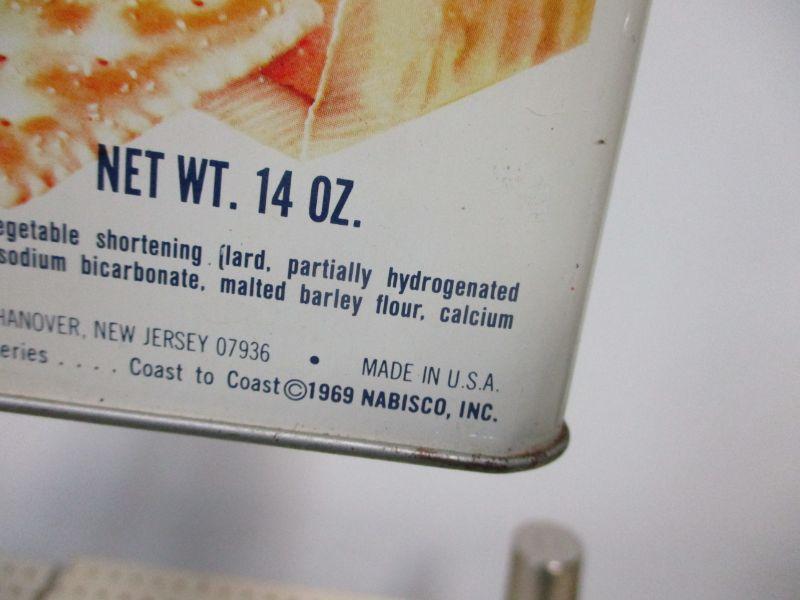 NET WT. 14 OZ.
egetable shortening (lard, partially hydrogenated
sodium bicarbonate, malted barley flour, calcium
HANOVER, NEW JERSEY 07936 • MADE IN U.S.A.
eries .... Coast to Coast ©1969 NABISCO, INC.